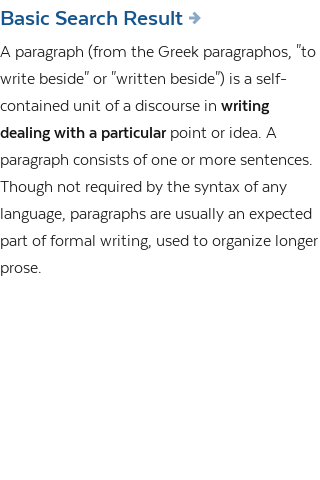 Basic Search Result
A paragraph (from the Greek paragraphos, "to
write beside" or "written beside") is a self-
contained unit of a discourse in writing
dealing with a particular point or idea. A
paragraph consists of one or more sentences.
Though not required by the syntax of any
language, paragraphs are usually an expected
part of formal writing, used to organize longer
prose.